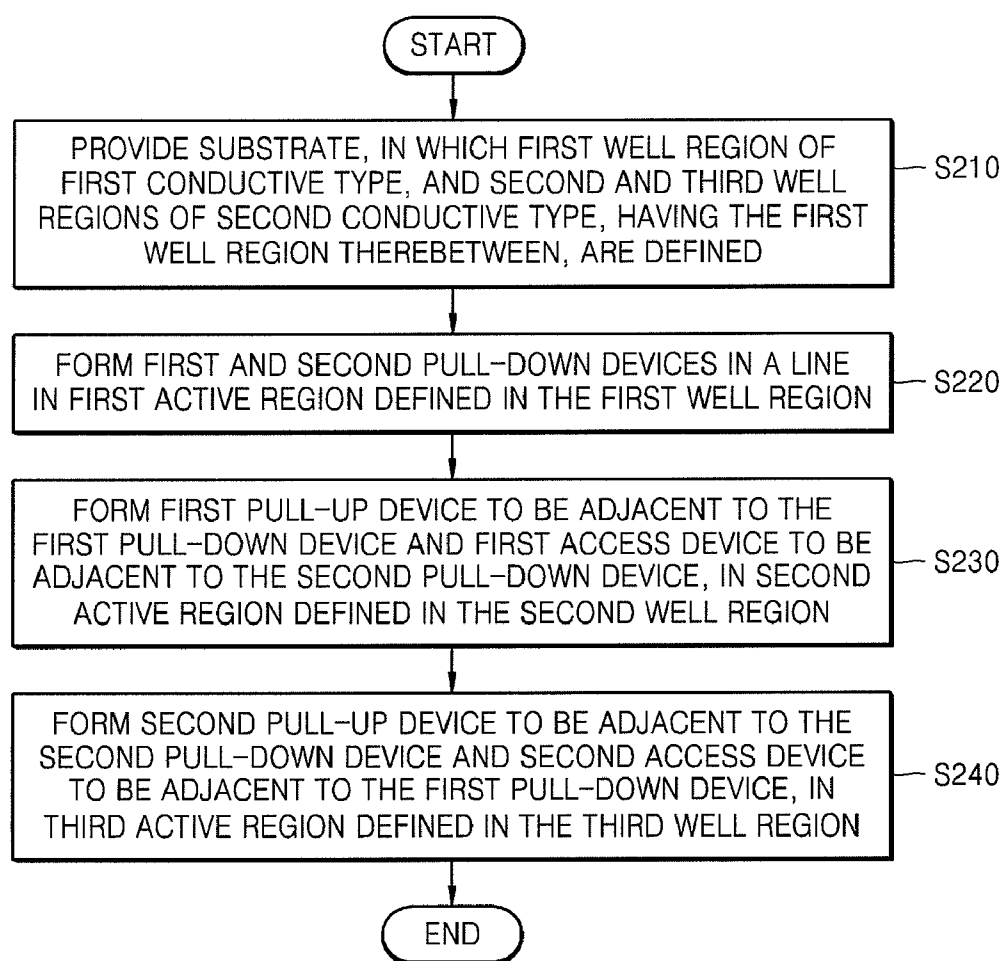 START
PROVIDE SUBSTRATE, IN WHICH FIRST WELL REGION OF
FIRST CONDUCTIVE TYPE, AND SECOND AND THIRD WELL
REGIONS OF SECOND CONDUCTIVE TYPE, HAVING THE FIRST
WELL REGION THEREBETWEEN, ARE DEFINED
S210
FORM FIRST AND SECOND PULL-DOWN DEVICES IN A LINE
IN FIRST ACTIVE REGION DEFINED IN THE FIRST WELL REGION
S220
FORM FIRST PULL-UP DEVICE TO BE ADJACENT TO THE
FIRST PULL-DOWN DEVICE AND FIRST ACCESS DEVICE TO BE
ADJACENT TO THE SECOND PULL-DOWN DEVICE, IN SECOND
ACTIVE REGION DEFINED IN THE SECOND WELL REGION
S230
FORM SECOND PULL-UP DEVICE TO BE ADJACENT TO THE
SECOND PULL-DOWN DEVICE AND SECOND ACCESS DEVICE
TO BE ADJACENT TO THE FIRST PULL-DOWN DEVICE, IN
THIRD ACTIVE REGION DEFINED IN THE THIRD WELL REGION
S240
END